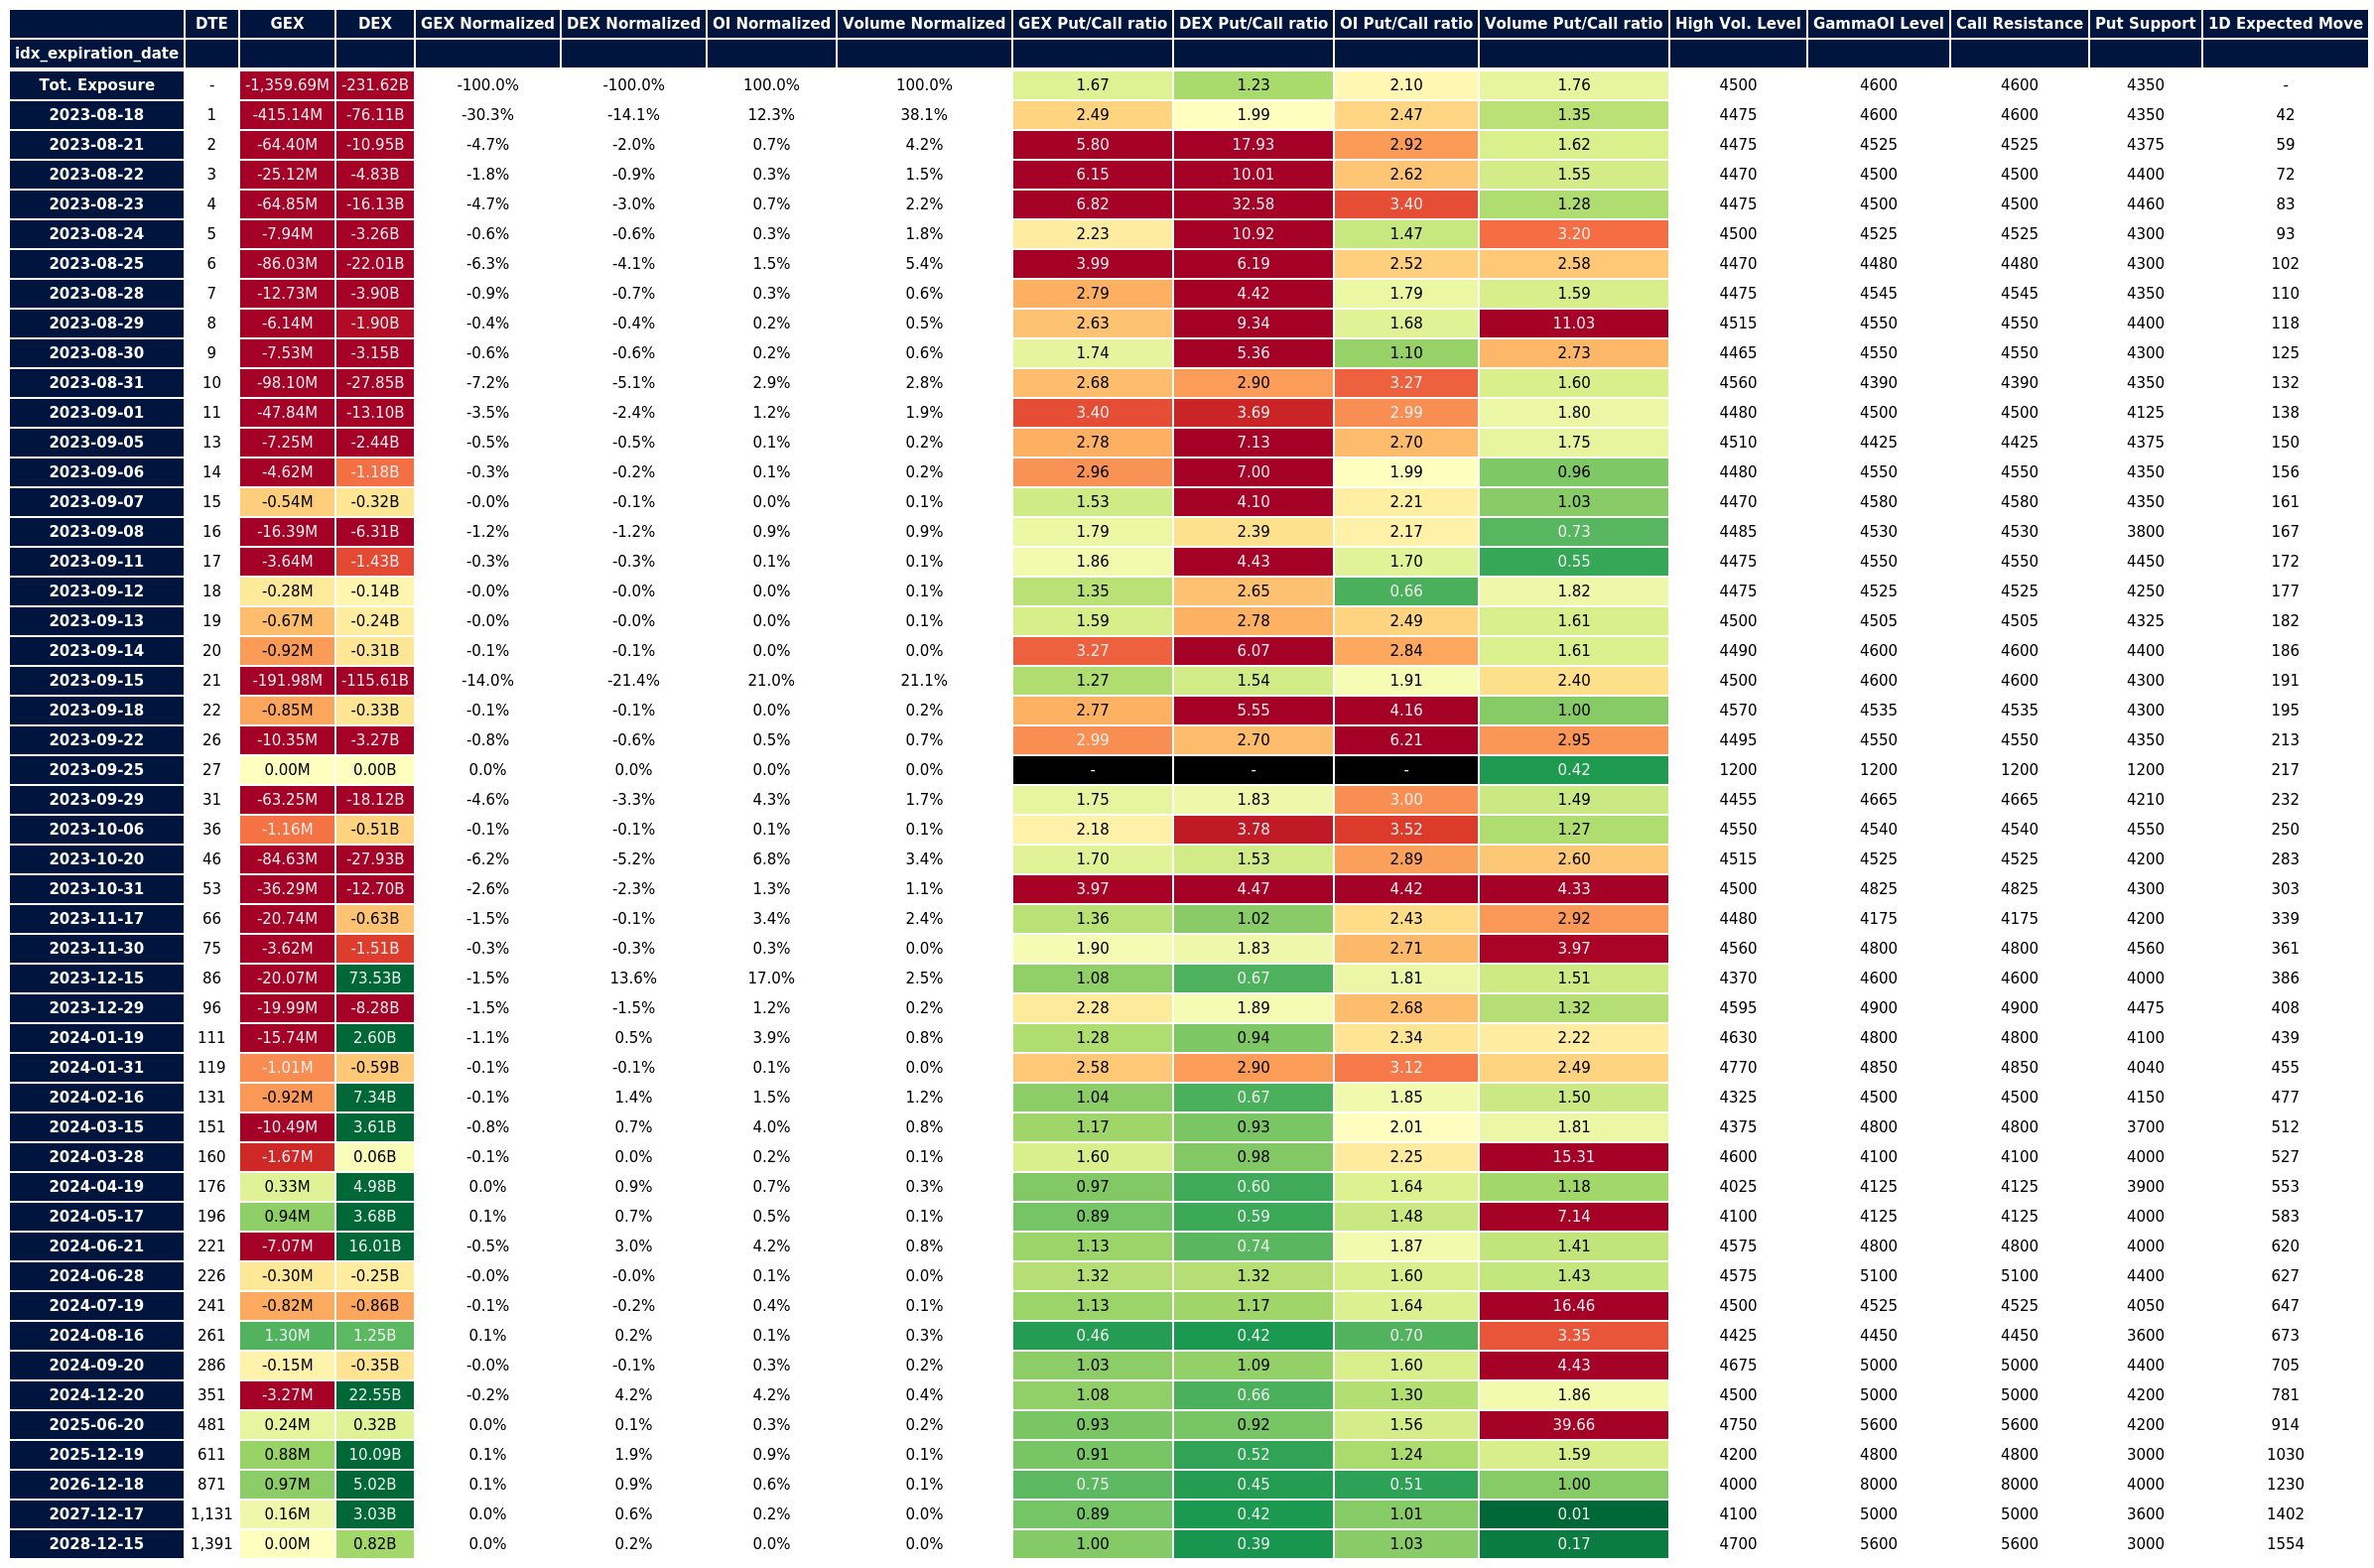 DTE GEX DEX GEX Normalized DEX Normalized OI Normalized Volume Normalized GEX Put/Call ratio DEX Put/Call ratio OI Put/Call ratio Volume Put/Call ratio High Vol. Level GammaOI Level Call Resistance Put Support 1D Expected Move
idx_expiration_date
Tot. Exposure - -1,359.69M -231.62B -100.0% -100.0% 100.0% 100.0% 1.67 1.23 2.10 1.76 4500 4600 4600 4350 -
2023-08-18 1 -415.14M -76.11B -30.3% -14.1% 12.3% 38.1% 2.49 1.99 2.47 1.35 4475 4600 4600 4350 42
2023-08-21 2 -64.40M -10.95B -4.7% -2.0% 0.7% 4.2% 5.80 17.93 2.92 1.62 4475 4525 4525 4375 59
2023-08-22 3 -25.12M -4.83B -1.8% -0.9% 0.3% 1.5% 6.15 10.01 2.62 1.55 4470 4500 4500 4400 72
2023-08-23 4 -64.85M -16.13B -4.7% -3.0% 0.7% 2.2% 6.82 32.58 3.40 1.28 4475 4500 4500 4460 83
2023-08-24 5 -7.94M -3.26B -0.6% -0.6% 0.3% 1.8% 2.23 10.92 1.47 3.20 4500 4525 4525 4300 93
2023-08-25 6 -86.03M -22.01B -6.3% -4.1% 1.5% 5.4% 3.99 6.19 2.52 2.58 4470 4480 4480 4300 102
2023-08-28 7 -12.73M -3.90B -0.9% -0.7% 0.3% 0.6% 2.79 4.42 1.79 1.59 4475 4545 4545 4350 110
2023-08-29 8 -6.14M -1.90B -0.4% -0.4% 0.2% 0.5% 2.63 9.34 1.68 11.03 4515 4550 4550 4400 118
2023-08-30 9 -7.53M -3.15B -0.6% -0.6% 0.2% 0.6% 1.74 5.36 1.10 2.73 4465 4550 4550 4300 125
2023-08-31 10 -98.10M -27.85B -7.2% -5.1% 2.9% 2.8% 2.68 2.90 3.27 1.60 4560 4390 4390 4350 132
2023-09-01 11 -47.84M -13.10B -3.5% -2.4% 1.2% 1.9% 3.40 3.69 2.99 1.80 4480 4500 4500 4125 138
2023-09-05 13 -7.25M -2.44B -0.5% -0.5% 0.1% 0.2% 2.78 7.13 2.70 1.75 4510 4425 4425 4375 150
2023-09-06 14 -4.62M -1.18B -0.3% -0.2% 0.1% 0.2% 2.96 7.00 1.99 0.96 4480 4550 4550 4350 156
2023-09-07 15 -0.54M -0.32B -0.0% -0.1% 0.0% 0.1% 1.53 4.10 2.21 1.03 4470 4580 4580 4350 161
2023-09-08 16 -16.39M -6.31B -1.2% -1.2% 0.9% 0.9% 1.79 2.39 2.17 0.73 4485 4530 4530 3800 167
2023-09-11 17 -3.64M -1.43B -0.3% -0.3% 0.1% 0.1% 1.86 4.43 1.70 0.55 4475 4550 4550 4450 172
2023-09-12 18 -0.28M -0.14B -0.0% -0.0% 0.0% 0.1% 1.35 2.65 0.66 1.82 4475 4525 4525 4250 177
2023-09-13 19 -0.67M -0.24B -0.0% -0.0% 0.0% 0.1% 1.59 2.78 2.49 1.61 4500 4505 4505 4325 182
2023-09-14 20 -0.92M -0.31B -0.1% -0.1% 0.0% 0.0% 3.27 6.07 2.84 1.61 4490 4600 4600 4400 186
2023-09-15 21 -191.98M -115.61B -14.0% -21.4% 21.0% 21.1% 1.27 1.54 1.91 2.40 4500 4600 4600 4300 191
2023-09-18 22 -0.85M -0.33B -0.1% -0.1% 0.0% 0.2% 2.77 5.55 4.16 1.00 4570 4535 4535 4300 195
2023-09-22 26 -10.35M -3.27B -0.8% -0.6% 0.5% 0.7% 2.99 2.70 6.21 2.95 4495 4550 4550 4350 213
2023-09-25 27 0.00M 0.00B 0.0% 0.0% 0.0% 0.0% - - - 0.42 1200 1200 1200 1200 217
2023-09-29 31 -63.25M -18.12B -4.6% -3.3% 4.3% 1.7% 1.75 1.83 3.00 1.49 4455 4665 4665 4210 232
2023-10-06 36 -1.16M -0.51B -0.1% -0.1% 0.1% 0.1% 2.18 3.78 3.52 1.27 4550 4540 4540 4550 250
2023-10-20 46 -84.63M -27.93B -6.2% -5.2% 6.8% 3.4% 1.70 1.53 2.89 2.60 4515 4525 4525 4200 283
2023-10-31 53 -36.29M -12.70B -2.6% -2.3% 1.3% 1.1% 3.97 4.47 4.42 4.33 4500 4825 4825 4300 303
2023-11-17 66 -20.74M -0.63B -1.5% -0.1% 3.4% 2.4% 1.36 1.02 2.43 2.92 4480 4175 4175 4200 339
2023-11-30 75 -3.62M -1.51B -0.3% -0.3% 0.3% 0.0% 1.90 1.83 2.71 3.97 4560 4800 4800 4560 361
2023-12-15 86 -20.07M 73.53B -1.5% 13.6% 17.0% 2.5% 1.08 0.67 1.81 1.51 4370 4600 4600 4000 386
2023-12-29 96 -19.99M -8.28B -1.5% -1.5% 1.2% 0.2% 2.28 1.89 2.68 1.32 4595 4900 4900 4475 408
2024-01-19 111 -15.74M 2.60B -1.1% 0.5% 3.9% 0.8% 1.28 0.94 2.34 2.22 4630 4800 4800 4100 439
2024-01-31 119 -1.01M -0.59B -0.1% -0.1% 0.1% 0.0% 2.58 2.90 3.12 2.49 4770 4850 4850 4040 455
2024-02-16 131 -0.92M 7.34B -0.1% 1.4% 1.5% 1.2% 1.04 0.67 1.85 1.50 4325 4500 4500 4150 477
2024-03-15 151 -10.49M 3.61B -0.8% 0.7% 4.0% 0.8% 1.17 0.93 2.01 1.81 4375 4800 4800 3700 512
2024-03-28 160 -1.67M 0.06B -0.1% 0.0% 0.2% 0.1% 1.60 0.98 2.25 15.31 4600 4100 4100 4000 527
2024-04-19 176 0.33M 4.98B 0.0% 0.9% 0.7% 0.3% 0.97 0.60 1.64 1.18 4025 4125 4125 3900 553
2024-05-17 196 0.94M 3.68B 0.1% 0.7% 0.5% 0.1% 0.89 0.59 1.48 7.14 4100 4125 4125 4000 583
2024-06-21 221 -7.07M 16.01B -0.5% 3.0% 4.2% 0.8% 1.13 0.74 1.87 1.41 4575 4800 4800 4000 620
2024-06-28 226 -0.30M -0.25B -0.0% -0.0% 0.1% 0.0% 1.32 1.32 1.60 1.43 4575 5100 5100 4400 627
2024-07-19 241 -0.82M -0.86B -0.1% -0.2% 0.4% 0.1% 1.13 1.17 1.64 16.46 4500 4525 4525 4050 647
2024-08-16 261 1.30M 1.25B 0.1% 0.2% 0.1% 0.3% 0.46 0.42 0.70 3.35 4425 4450 4450 3600 673
2024-09-20 286 -0.15M -0.35B -0.0% -0.1% 0.3% 0.2% 1.03 1.09 1.60 4.43 4675 5000 5000 4400 705
2024-12-20 351 -3.27M 22.55B -0.2% 4.2% 4.2% 0.4% 1.08 0.66 1.30 1.86 4500 5000 5000 4200 781
2025-06-20 481 0.24M 0.32B 0.0% 0.1% 0.3% 0.2% 0.93 0.92 1.56 39.66 4750 5600 5600 4200 914
2025-12-19 611 0.88M 10.09B 0.1% 1.9% 0.9% 0.1% 0.91 0.52 1.24 1.59 4200 4800 4800 3000 1030
2026-12-18 871 0.97M 5.02B 0.1% 0.9% 0.6% 0.1% 0.75 0.45 0.51 1.00 4000 8000 8000 4000 1230
2027-12-17 1,131 0.16M 3.03B 0.0% 0.6% 0.2% 0.0% 0.89 0.42 1.01 0.01 4100 5000 5000 3600 1402
2028-12-15 1,391 0.00M 0.82B 0.0% 0.2% 0.0% 0.0% 1.00 0.39 1.03 0.17 4700 5600 5600 3000 1554